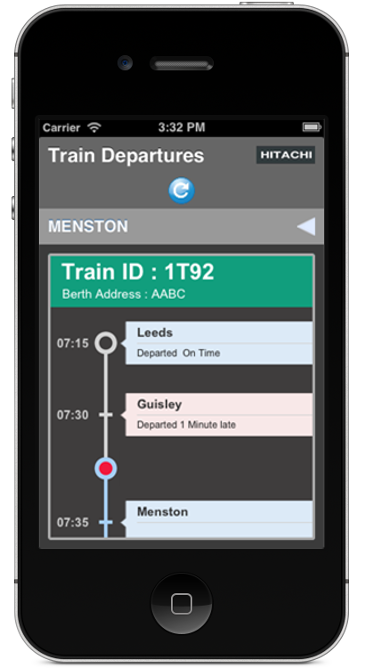 Carrier 3:32 PM
Train Departures HITACHI
MENSTON
Train ID : 1T92
Berth Address : AABC
Leeds
07:15
Departed On Time
Guisley
07:30
Departed 1 Minute late
Menston
07:35